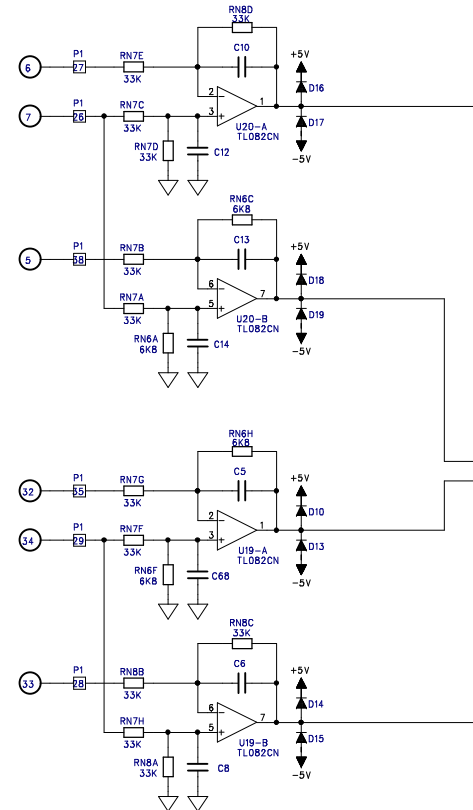 RN8D
33K
C10
+5V
P1
6
27
RN7E
33K
2
D16
P1
7
26
RN7C
33K
3
1
U20-A
TL082CN
D17
RN7D
33K
C12
-5V
RN6C
6K8
P1
5
38
RN7B
33K
C13
+5V
6
D18
RN7A
33K
5
7
U20-B
TL082CN
D19
RN6A
6K8
C14
-5V
RN6H
6K8
P1
32
35
RN7G
33K
C5
+5V
2
D10
P1
34
29
RN7F
33K
3
1
U19-A
TL082CN
D13
RN6F
6K8
C68
-5V
RN8C
33K
P1
33
28
RN8B
33K
C6
+5V
6
D14
RN7H
33K
5
7
U19-B
TL082CN
D15
RN8A
33K
C8
-5V